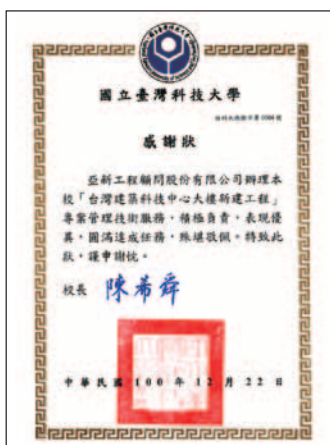 國立臺灣科技大學
感謝狀
亞新工程顧問股份有限公司辦理本
校「台灣建築科技中心大樓新建工程」
專案管理技術服務,積極負責,表現優
異,圓滿達成任務,殊堪敬佩。特致此
狀,謹申謝忱。
校長 陳希舜
中華民國 100 年 12 月 22 日